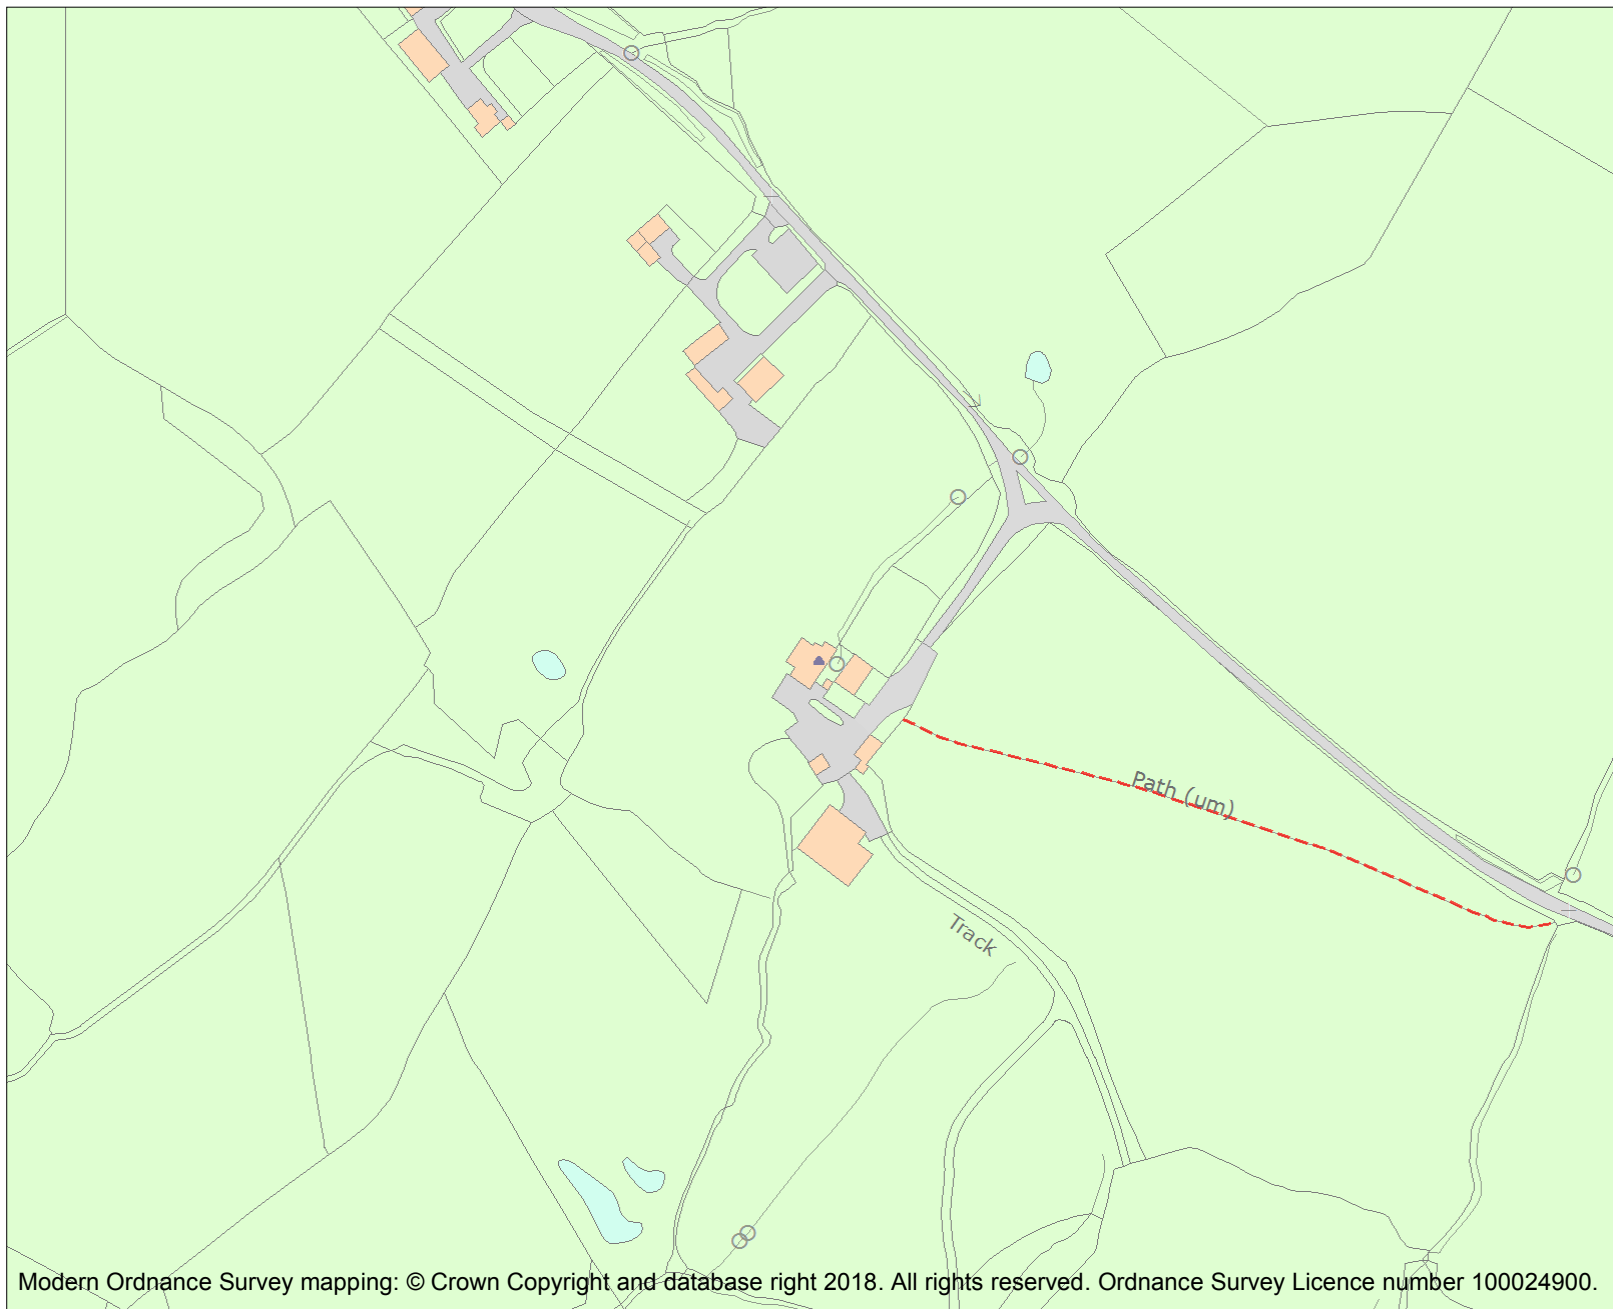 Path (um)
Track
Modern Ordnance Survey mapping: © Crown Copyright and database right 2018. All rights reserved. Ordnance Survey Licence number 100024900.